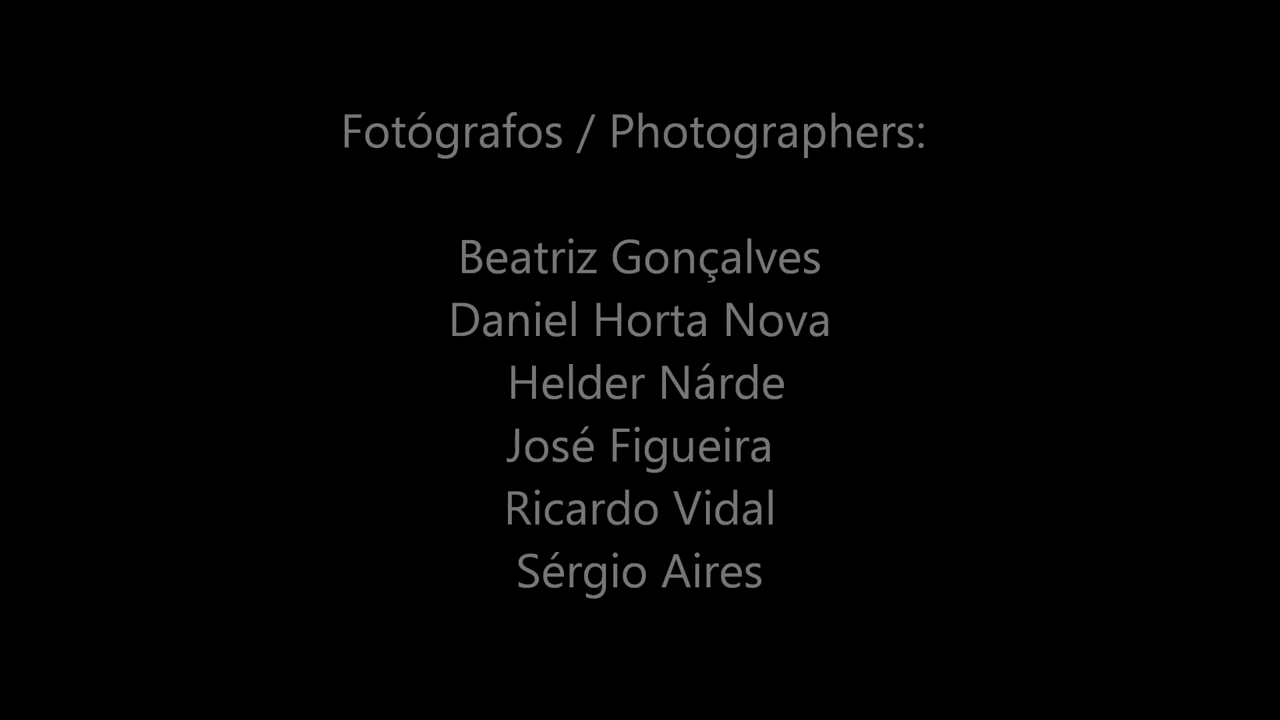 Fotógrafos / Photographers:
Beatriz Gonçalves
Daniel Horta Nova
Helder Nárde
José Figueira
Ricardo Vidal
Sérgio Aires